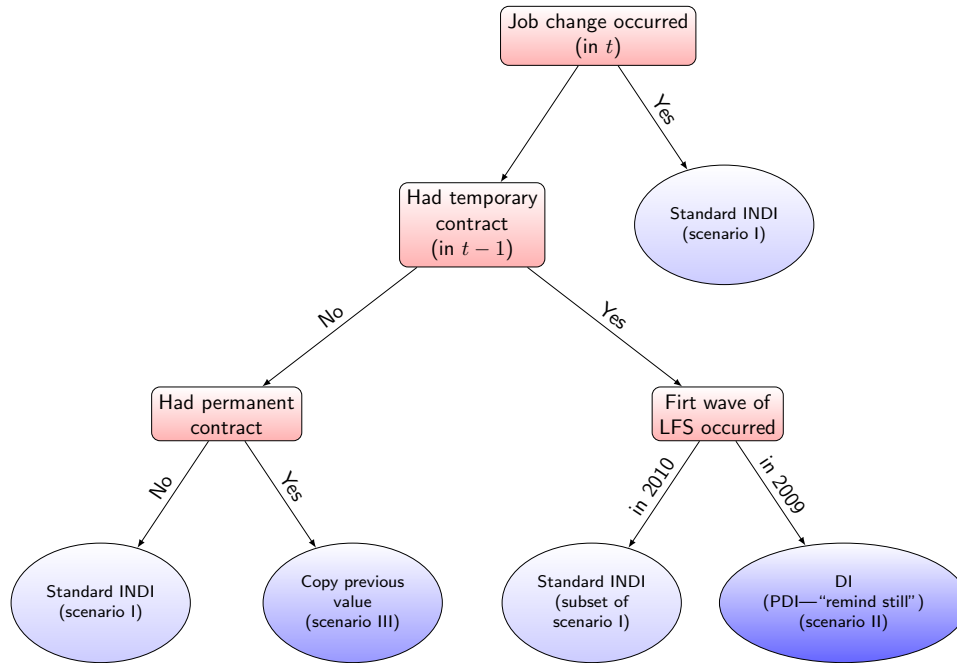 Job change occurred
(in t)
Yes
Had temporary
contract
(in t − 1)
Standard INDI
(scenario I)
No
Yes
Had permanent
contract
Firt wave of
LFS occurred
No
Yes
in 2010
in 2009
Standard INDI
(scenario I)
Copy previous
value
(scenario III)
Standard INDI
(subset of
scenario I)
DI
(PDI—“remind still”)
(scenario II)